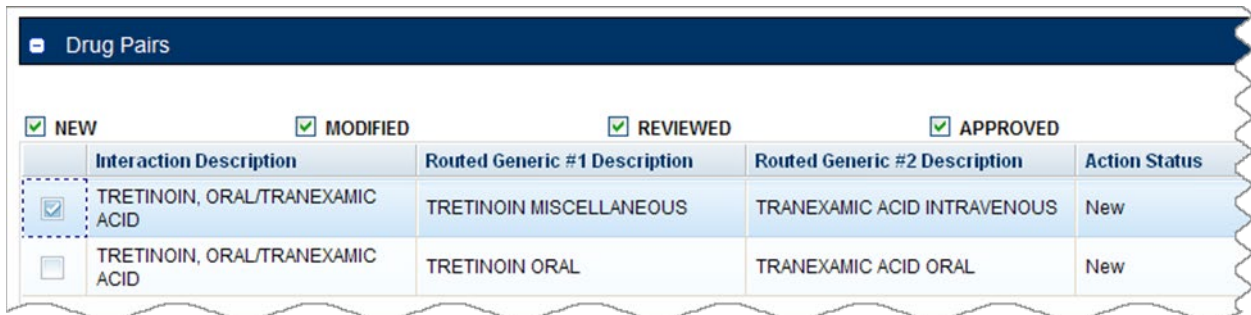 Drug Pairs
NEW MODIFIED REVIEWED APPROVED
Interaction Description Routed Generic #1 Description Routed Generic #2 Description Action Status
TRETINOIN, ORAL/TRANEXAMIC
ACID TRETINOIN MISCELLANEOUS TRANEXAMIC ACID INTRAVENOUS New
TRETINOIN, ORAL/TRANEXAMIC
ACID TRETINOIN ORAL TRANEXAMIC ACID ORAL New